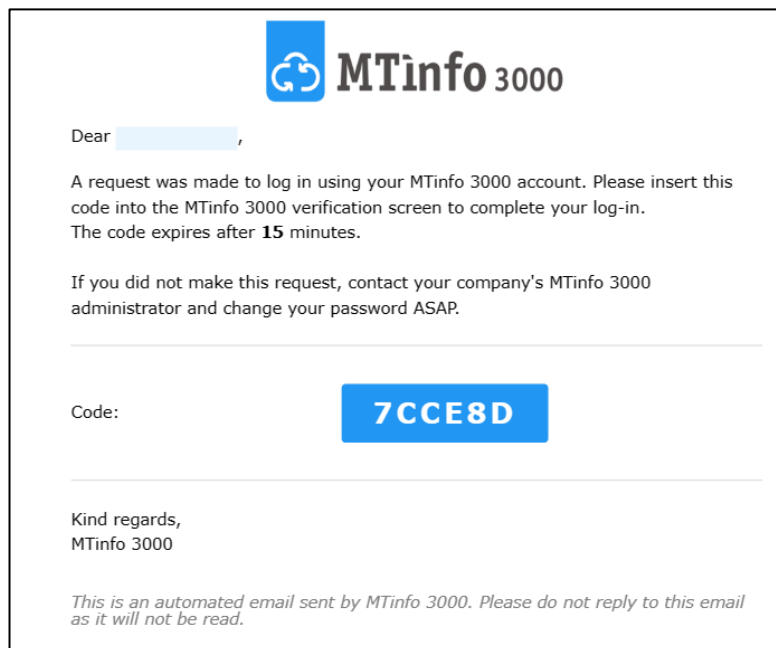 MTinfo 3000
Dear ,
A request was made to log in using your MTinfo 3000 account. Please insert this
code into the MTinfo 3000 verification screen to complete your log-in.
The code expires after 15 minutes.
If you did not make this request, contact your company's MTinfo 3000
administrator and change your password ASAP.
Code:
7CCE8D
Kind regards,
MTinfo 3000
This is an automated email sent by MTinfo 3000. Please do not reply to this email
as it will not be read.